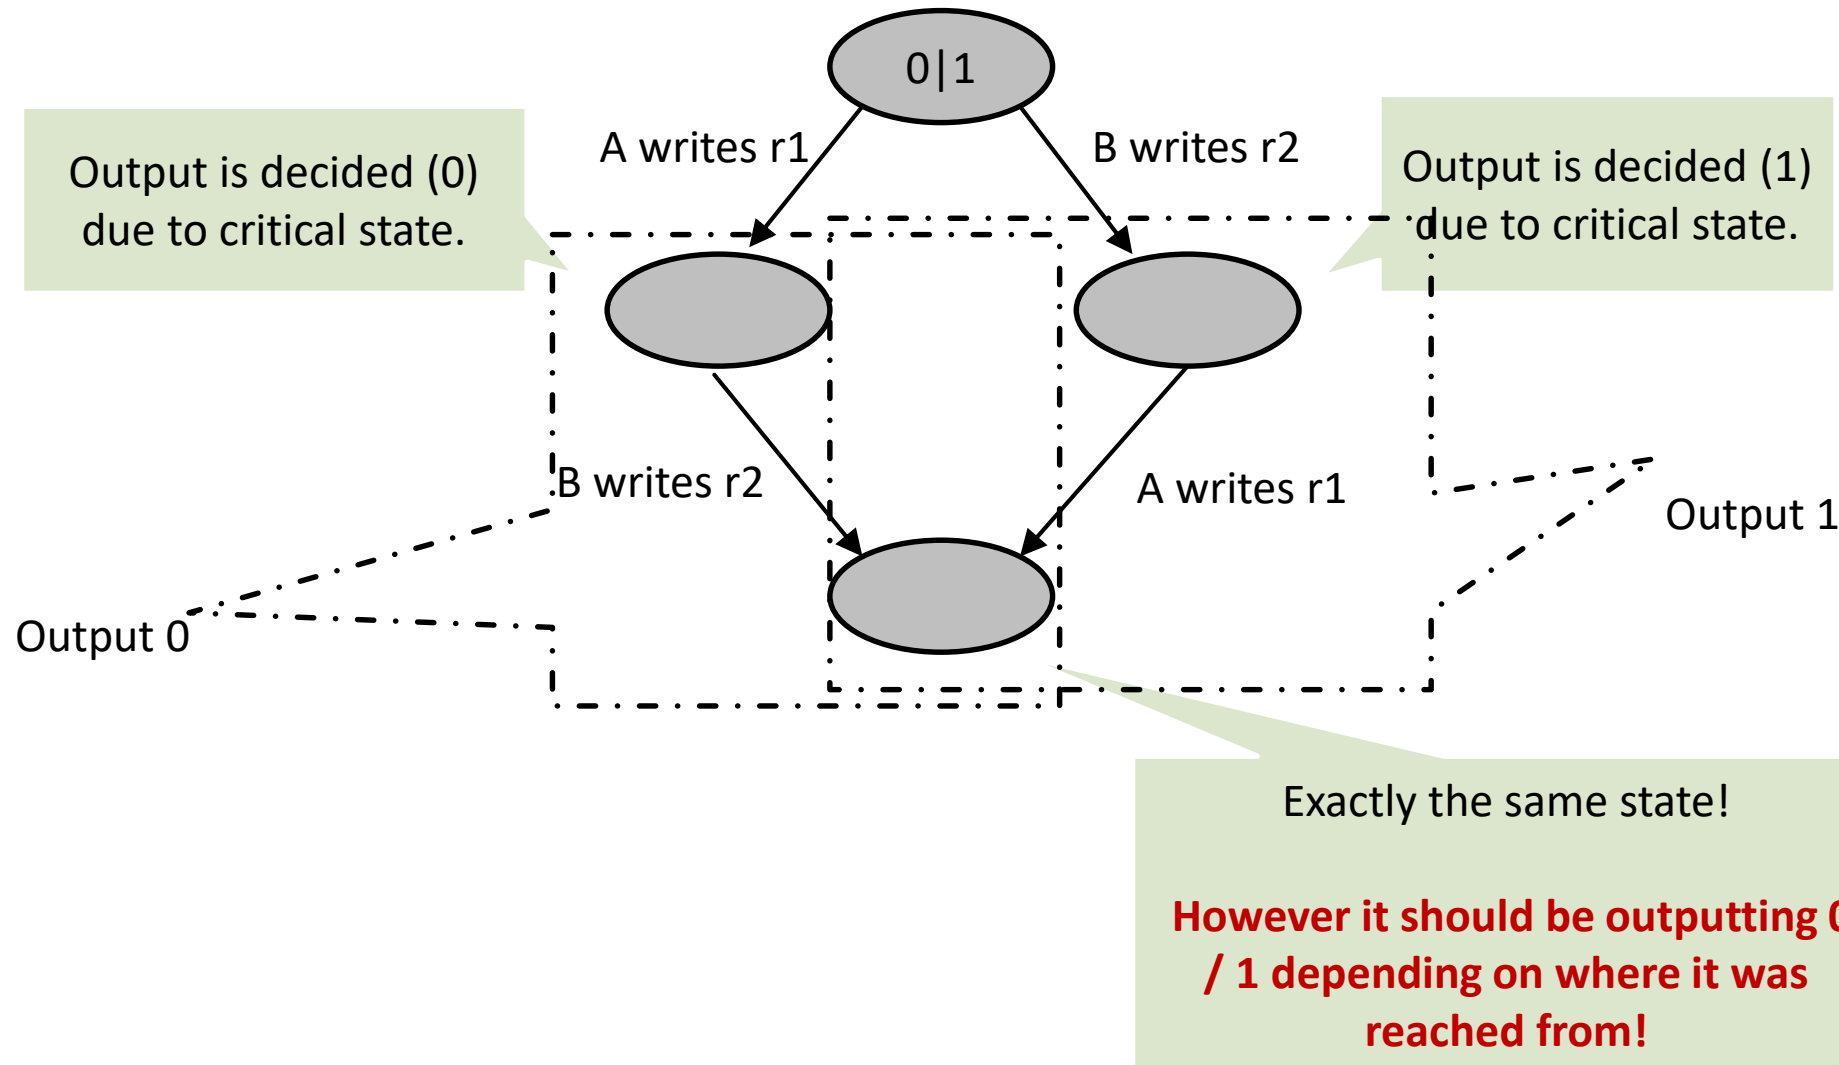 0|1
A writes r1
B writes r2
Output is decided (0)
due to critical state.
Output is decided (1)
due to critical state.
B writes r2
A writes r1
Output 1
Output 0
Exactly the same state!
However it should be outputting 0
/ 1 depending on where it was
reached from!